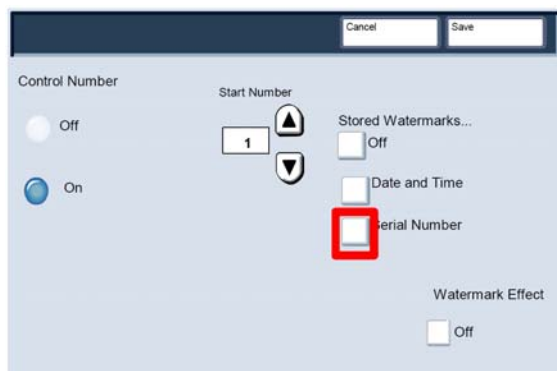 Cancel
Save
Control Number
Start Number
Off
1
Stored Watermarks...
Off
On
Date and Time
Serial Number
Watermark Effect
Off